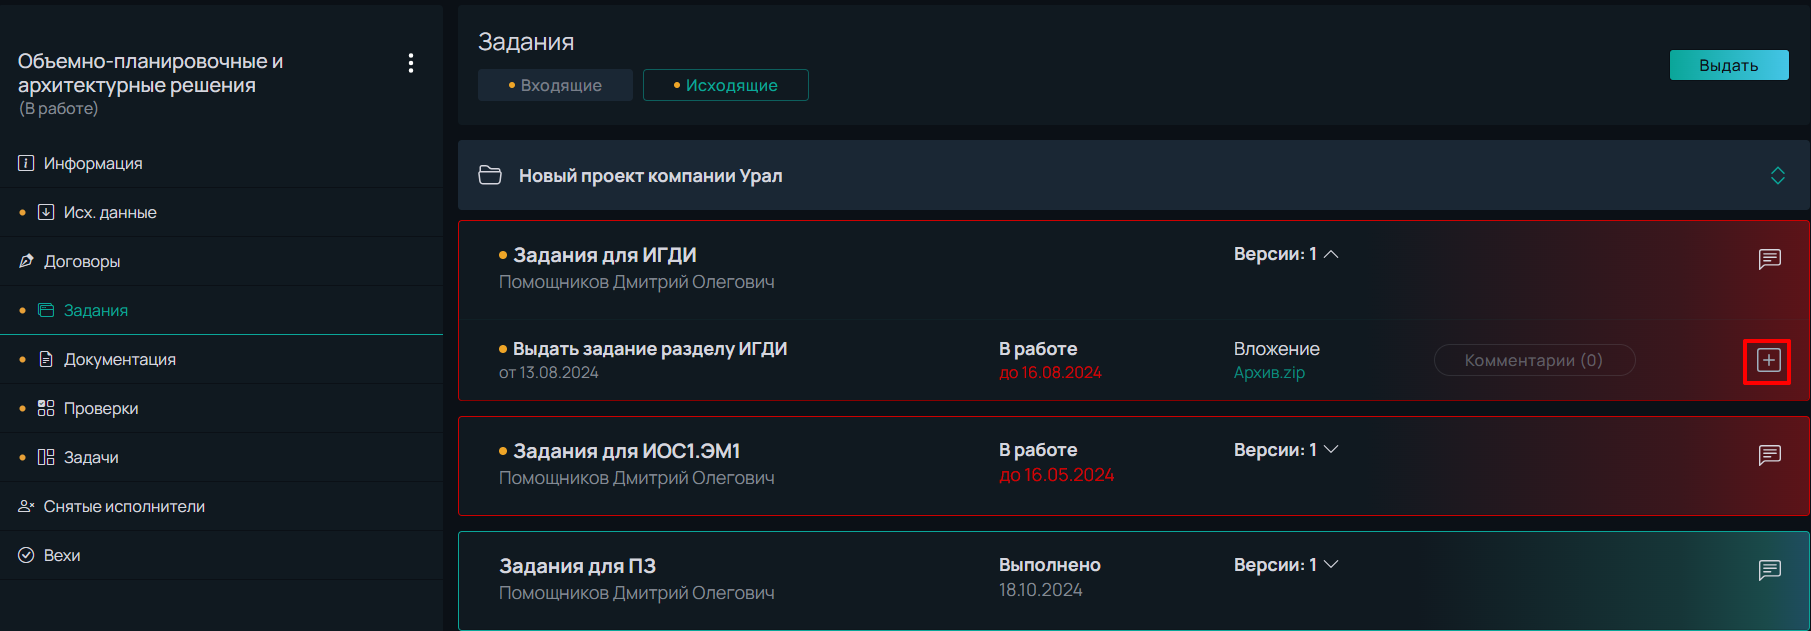 Объемно-планировочные и
архитектурные решения
(В работе)
Информация
Исх. данные
Договоры
Задания
Документация
Проверки
Задачи
Снятые исполнители
Вехи
Задания
Входящие
Исходящие
Выдать
Новый проект компании Урал
Задания для ИГДИ
Версии: 1
Помощников Дмитрий Олегович
Выдать задание разделу ИГДИ
В работе
Вложение
Комментарии (0)
от 13.08.2024
до 16.08.2024
Архив.zip
Задания для ИОС1.ЭМ1
В работе
Версии: 1
Помощников Дмитрий Олегович
до 16.05.2024
Задания для ПЗ
Выполнено
Версии: 1
Помощников Дмитрий Олегович
18.10.2024